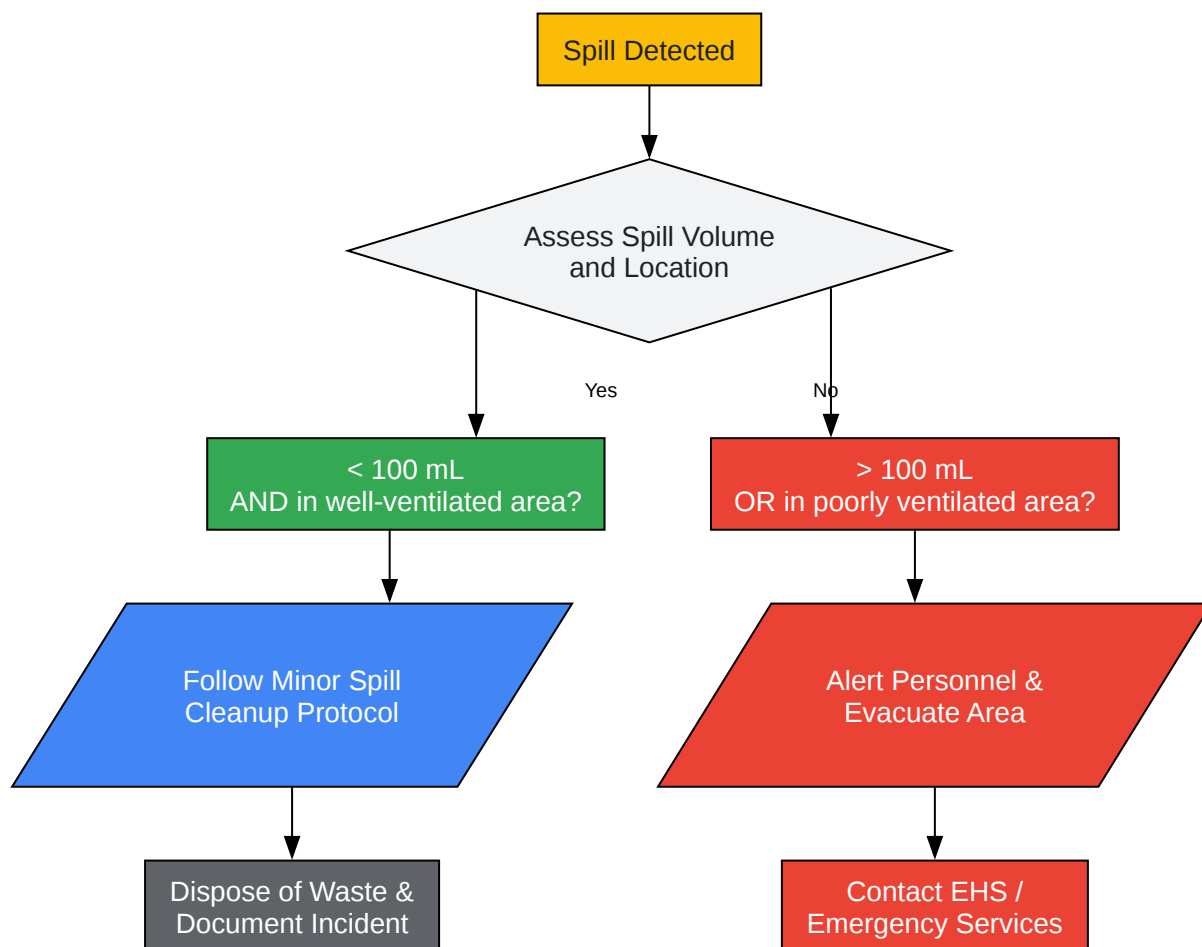 Spill Detected
Assess Spill Volume
and Location
Yes
No
< 100 mL
AND in well-ventilated area?
> 100 mL
OR in poorly ventilated area?
Follow Minor Spill
Cleanup Protocol
Alert Personnel &
Evacuate Area
Dispose of Waste &
Document Incident
Contact EHS /
Emergency Services